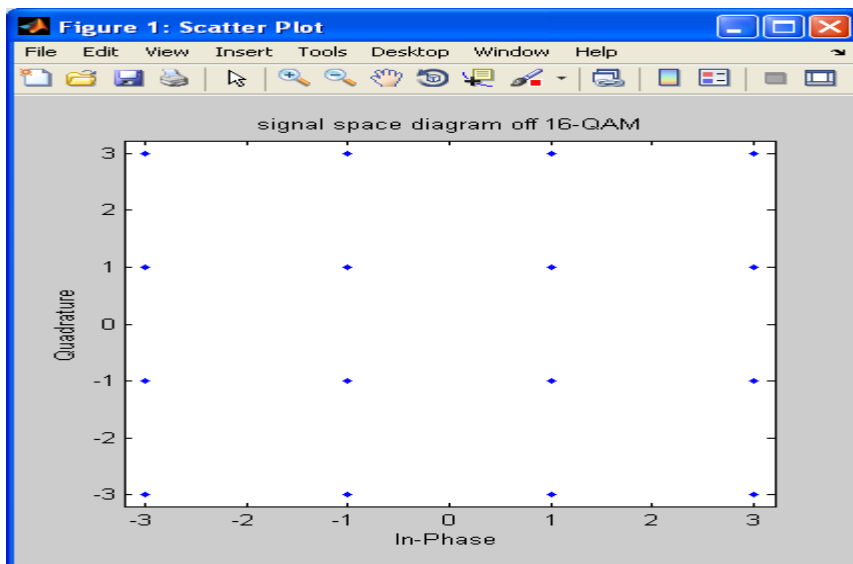 Figure 1: Scatter Plot
File Edit View Insert Tools Desktop Window Help
signal space diagram off 16-QAM
3
2
1
0
-1
-2
-3
Quadrature
-3 -2 -1 0 1 2 3
In-Phase